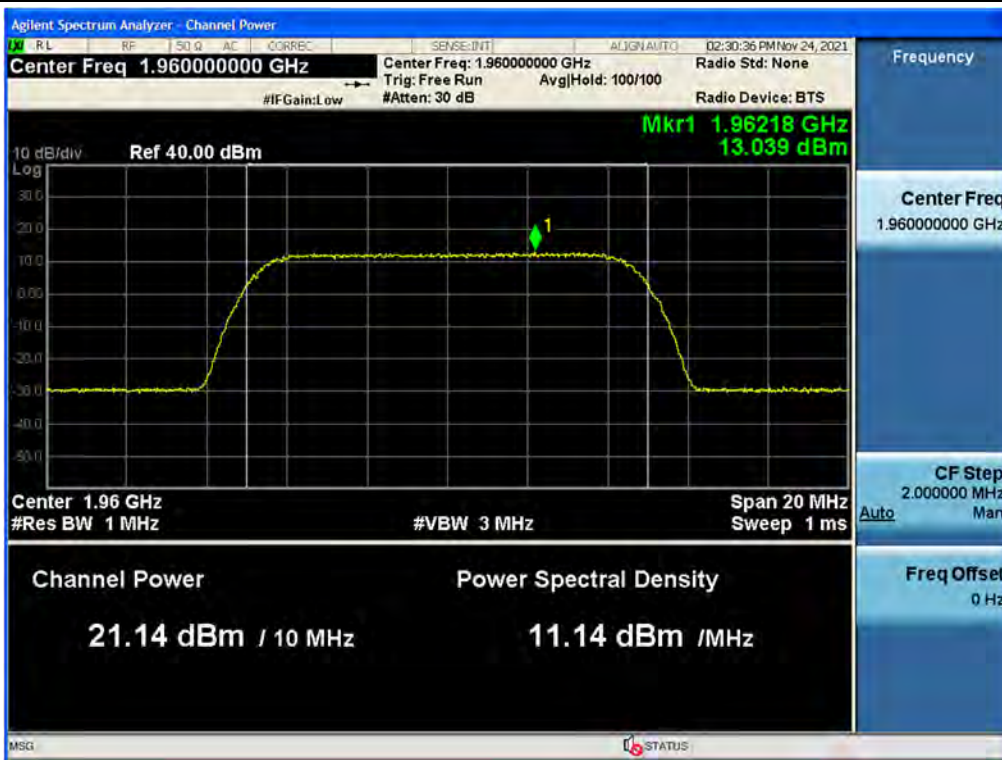 Agilent Spectrum Analyzer - Channel Power
LXI RL RF 50 Ω AC CORREC SENSE:INT ALIGN AUTO 02:30:36 PM Nov 24, 2021
Center Freq 1.960000000 GHz
Center Freq: 1.960000000 GHz
Radio Std: None
Trig: Free Run Avg|Hold: 100/100
#IFGain:Low
#Atten: 30 dB
Radio Device: BTS
Mkr1 1.96218 GHz
13.039 dBm
10 dB/div Ref 40.00 dBm
Log
30.0
20.0
10.0
0.00
-10.0
-20.0
-30.0
-40.0
-50.0
1
Center 1.96 GHz Span 20 MHz
#Res BW 1 MHz #VBW 3 MHz Sweep 1 ms
Channel Power Power Spectral Density
21.14 dBm / 10 MHz 11.14 dBm /MHz
Frequency
Center Freq
1.960000000 GHz
CF Step
2.000000 MHz
Auto Man
Freq Offset
0 Hz
MSG STATUS